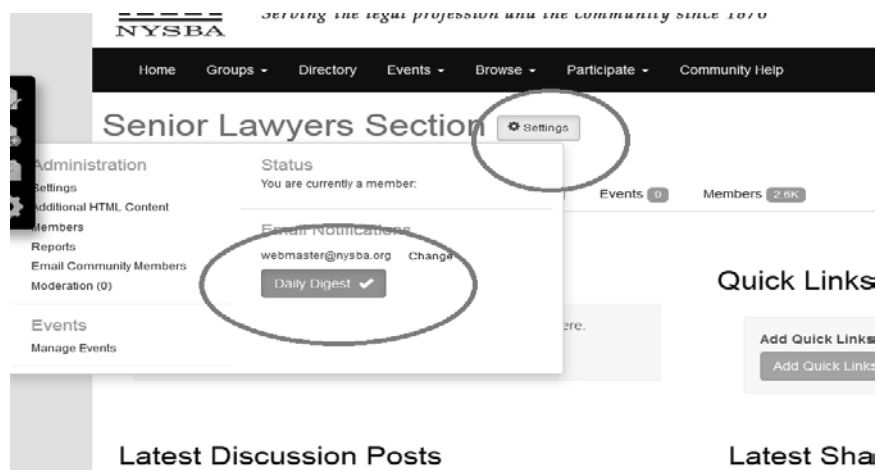 Serving the legal profession and the community since 1876
NYSBA
Home Groups Directory Events Browse Participate Community Help
Senior Lawyers Section Settings
Administration
Settings
Additional HTML Content
Members
Reports
Email Community Members
Moderation (0)
Events
Manage Events
Status
You are currently a member:
Email Notifications
webmaster@nysba.org Change
Daily Digest
Events 0 Members 2.6K
ere.
Quick Links
Add Quick Links
Add Quick Links
Latest Discussion Posts
Latest Sha